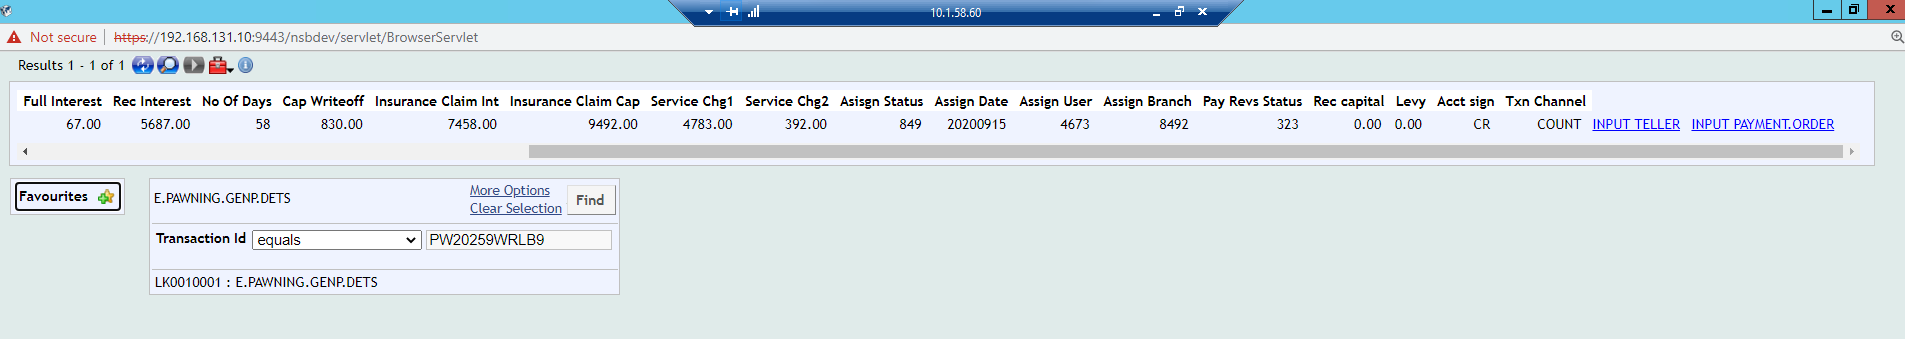 10.1.58.60
Not secure https://192.168.131.10:9443/nsbdev/servlet/BrowserServlet
Results 1 - 1 of 1
Full Interest Rec Interest No Of Days Cap Writeoff Insurance Claim Int Insurance Claim Cap Service Chg1 Service Chg2 Asisgn Status Assign Date Assign User Assign Branch Pay Revs Status Rec capital Levy Acct sign Txn Channel
67.00 5687.00 58 830.00 7458.00 9492.00 4783.00 392.00 849 20200915 4673 8492 323 0.00 0.00 CR COUNT INPUT TELLER INPUT PAYMENT.ORDER
Favourites
E.PAWNING.GENP.DETS
More Options
Clear Selection
Find
Transaction Id equals PW20259WRLB9
LK0010001 : E.PAWNING.GENP.DETS